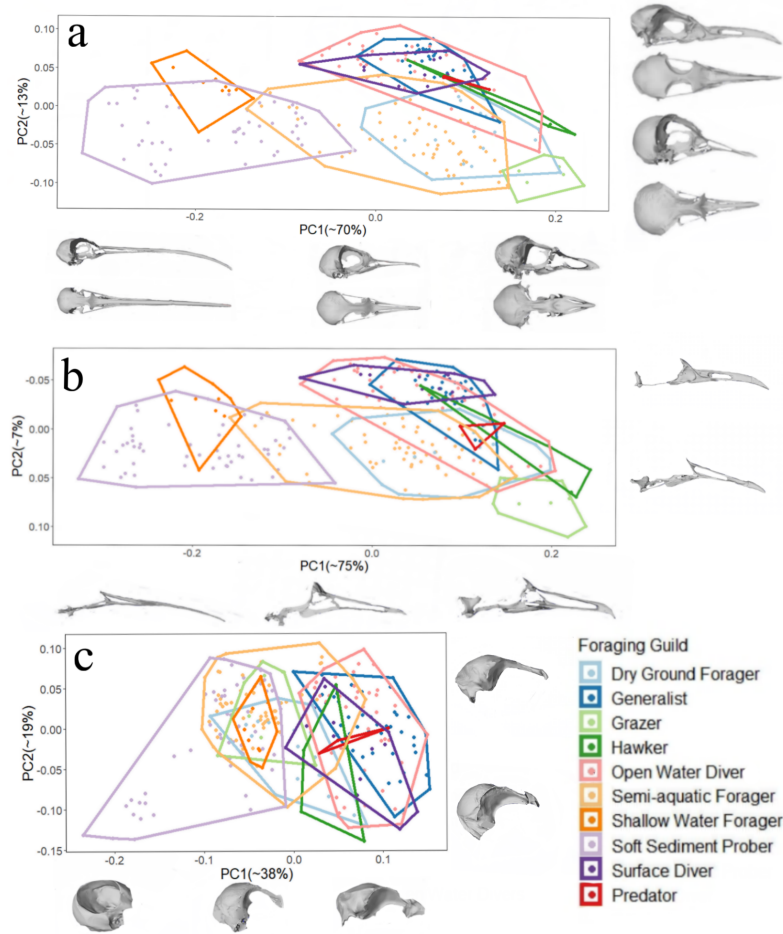 a
0.10
0.05
0.00
-0.05
-0.10
PC2(~13%)
-0.2
0.0
0.2
PC1(~70%)
b
-0.05
0.00
0.05
0.10
PC2(~7%)
-0.2
0.0
0.2
PC1(~75%)
c
0.10
0.05
0.00
-0.05
-0.10
-0.15
PC2(~19%)
-0.2
-0.1
0.0
0.1
PC1(~38%)
Foraging Guild
Dry Ground Forager
Generalist
Grazer
Hawker
Open Water Diver
Semi-aquatic Forager
Shallow Water Forager
Soft Sediment Prober
Surface Diver
Predator